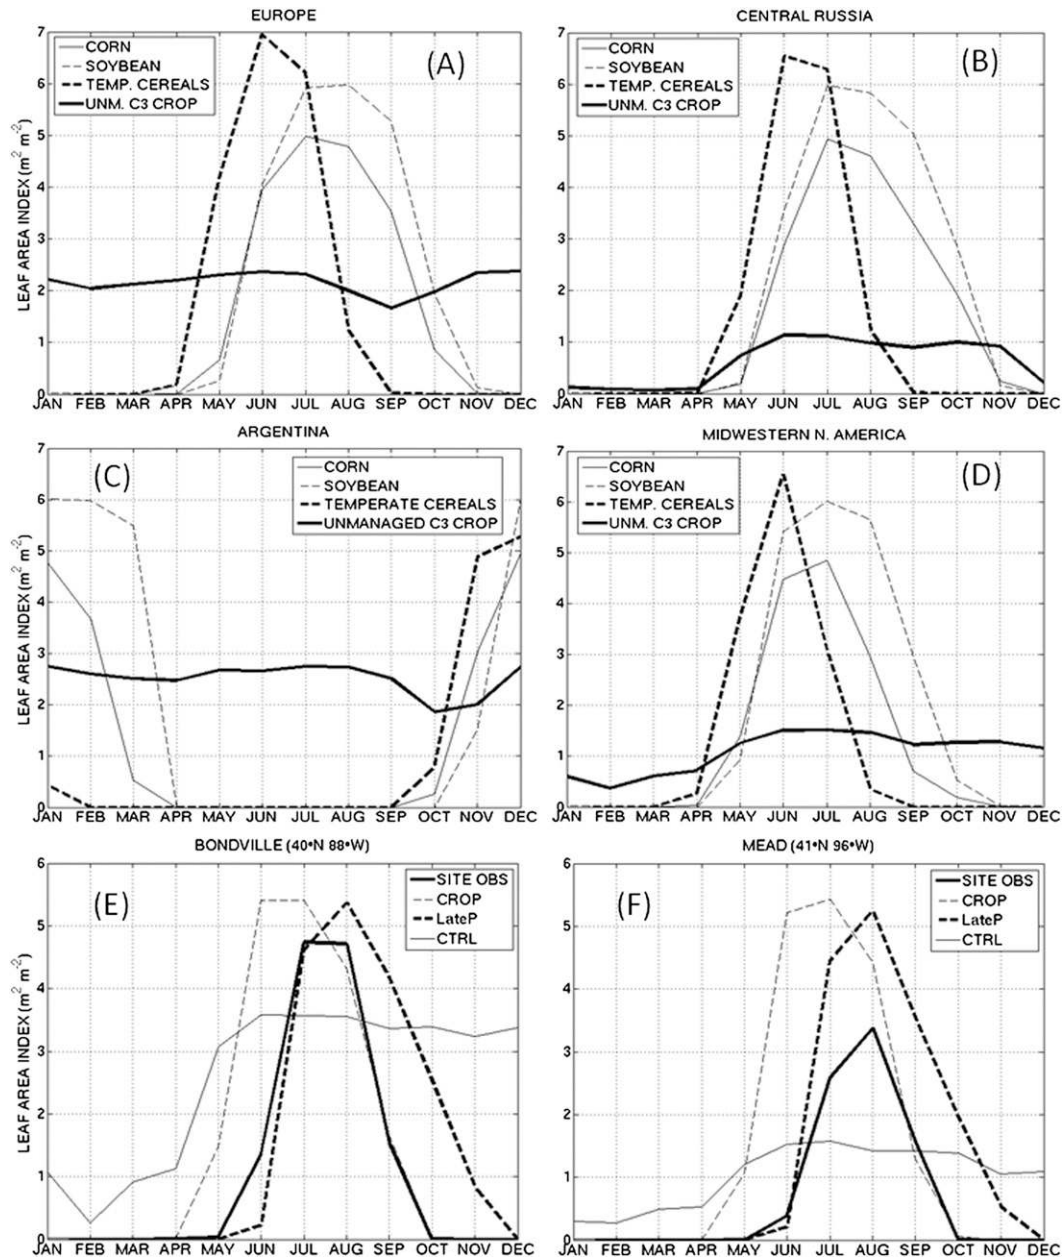 EUROPE
CORN
SOYBEAN
TEMP. CEREALS
UNM. C3 CROP
(A)
LEAF AREA INDEX (m² m⁻²)
7
6
5
4
3
2
1
0
JAN FEB MAR APR MAY JUN JUL AUG SEP OCT NOV DEC
CENTRAL RUSSIA
CORN
SOYBEAN
TEMP. CEREALS
UNM. C3 CROP
(B)
7
6
5
4
3
2
1
0
JAN FEB MAR APR MAY JUN JUL AUG SEP OCT NOV DEC
ARGENTINA
(C)
CORN
SOYBEAN
TEMPERATE CEREALS
UNMANAGED C3 CROP
LEAF AREA INDEX (m² m⁻²)
7
6
5
4
3
2
1
0
JAN FEB MAR APR MAY JUN JUL AUG SEP OCT NOV DEC
MIDWESTERN N. AMERICA
CORN
SOYBEAN
TEMP. CEREALS
UNM. C3 CROP
(D)
7
6
5
4
3
2
1
0
JAN FEB MAR APR MAY JUN JUL AUG SEP OCT NOV DEC
BONDVILLE (40•N 88•W)
(E)
SITE OBS
CROP
LateP
CTRL
LEAF AREA INDEX (m² m⁻²)
6
5
4
3
2
1
0
JAN FEB MAR APR MAY JUN JUL AUG SEP OCT NOV DEC
MEAD (41•N 96•W)
(F)
SITE OBS
CROP
LateP
CTRL
6
5
4
3
2
1
0
JAN FEB MAR APR MAY JUN JUL AUG SEP OCT NOV DEC